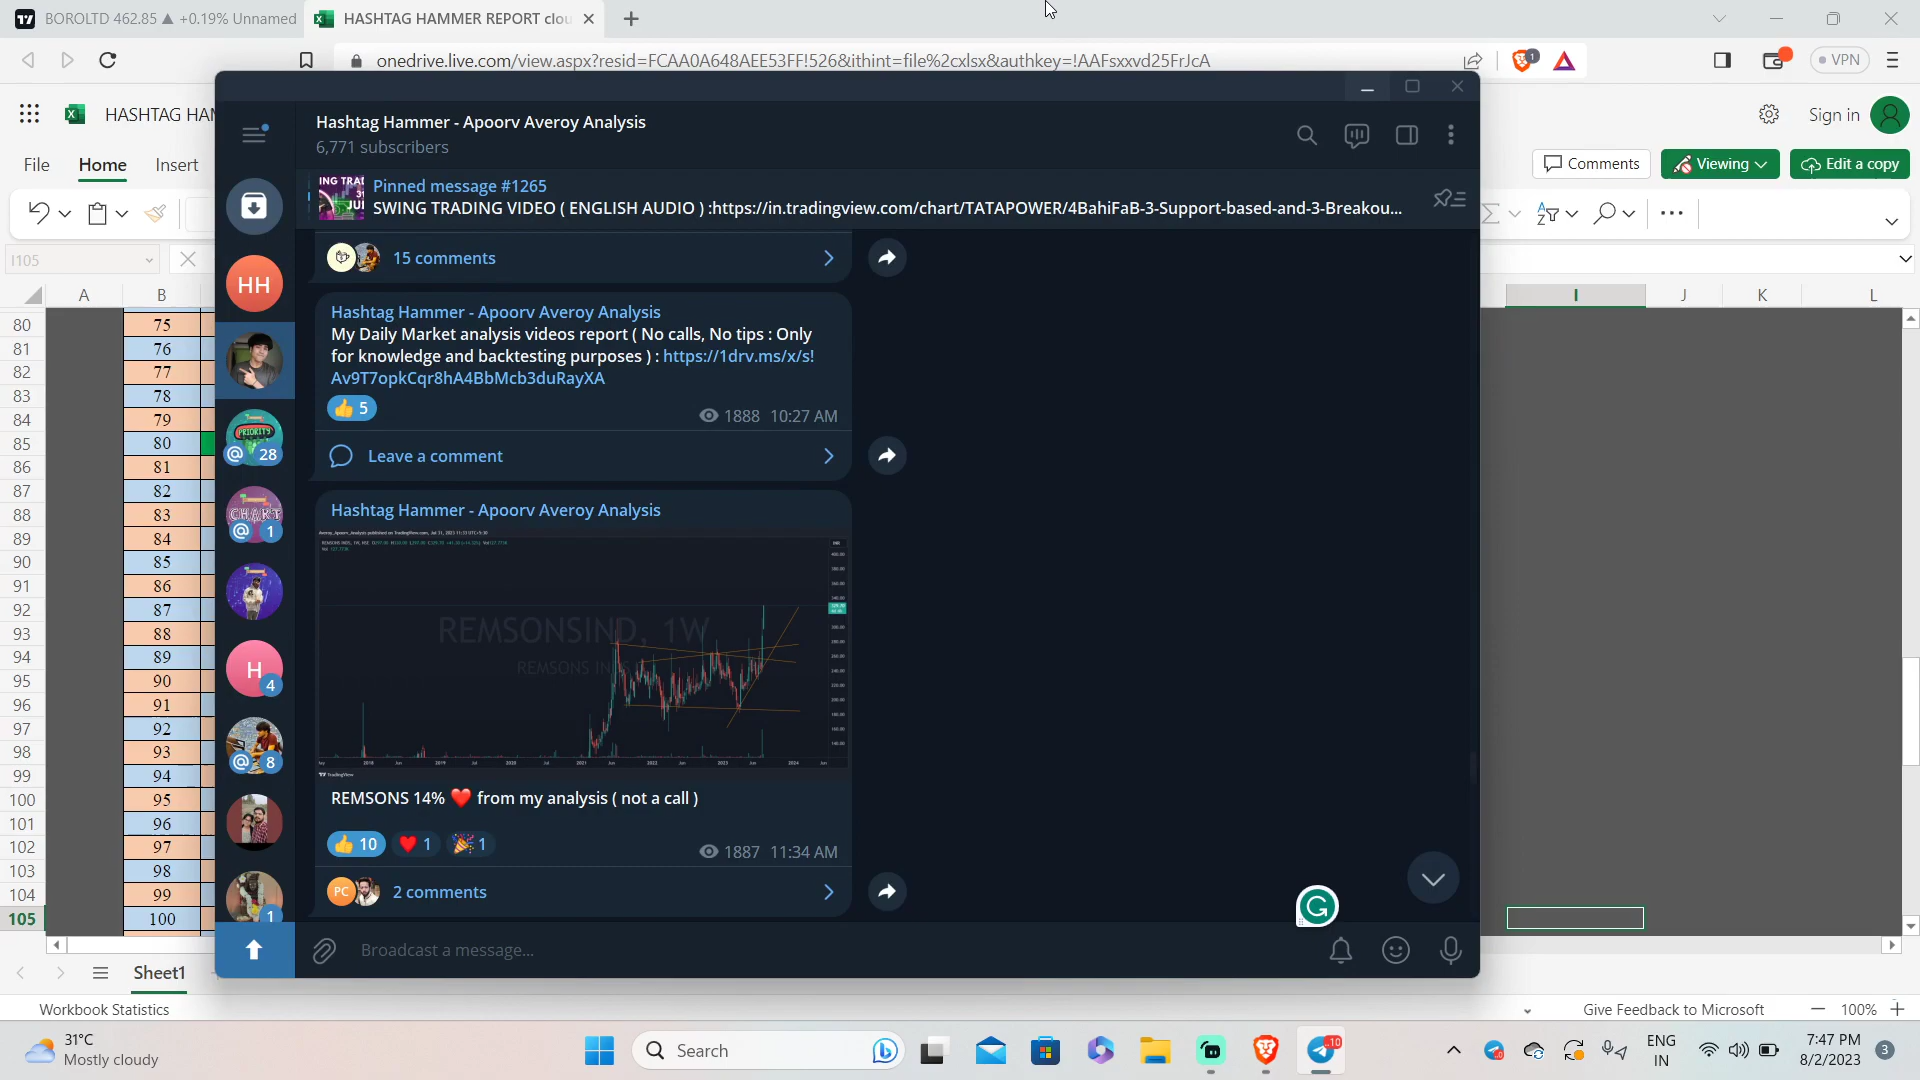 BOROLTD 462.85 ▲ +0.19% Unnamed
HASHTAG HAMMER REPORT clou
onedrive.live.com/view.aspx?resid=FCAA0A648AEE53FF!526&ithint=file%2cxlsx&authkey=!AAFsxxvd25FrJcA
1
VPN
HASHTAG HAM
Sign in
File
Home
Insert
Comments
Viewing
Edit a copy
I105
A
B
I
J
K
L
80 75
81 76
82 77
83 78
84 79
85 80
86 81
87 82
88 83
89 84
90 85
91 86
92 87
93 88
94 89
95 90
96 91
97 92
98 93
99 94
100 95
101 96
102 97
103 98
104 99
105 100
Hashtag Hammer - Apoorv Averoy Analysis
6,771 subscribers
Pinned message #1265
SWING TRADING VIDEO ( ENGLISH AUDIO ) :https://in.tradingview.com/chart/TATAPOWER/4BahiFaB-3-Support-based-and-3-Breakou...
HH
PRIORITY
@ 28
CHART
@ 1
H
4
@ 8
1
15 comments
Hashtag Hammer - Apoorv Averoy Analysis
My Daily Market analysis videos report ( No calls, No tips : Only
for knowledge and backtesting purposes ) : https://1drv.ms/x/s!
Av9T7opkCqr8hA4BbMcb3duRayXA
5
1888 10:27 AM
Leave a comment
Hashtag Hammer - Apoorv Averoy Analysis
REMSONSIND, 1W
REMSONS IND
TradingView
REMSONS 14% ❤️ from my analysis ( not a call )
10
1
1
1887 11:34 AM
PC
2 comments
Broadcast a message...
Sheet1
Workbook Statistics
Give Feedback to Microsoft
100%
31°C
Mostly cloudy
Search
10
ENG
IN
7:47 PM
8/2/2023
3